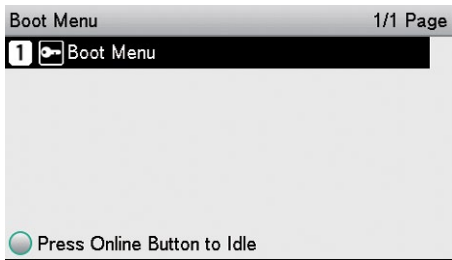 Boot Menu 1/1 Page
1 Boot Menu
Press Online Button to Idle